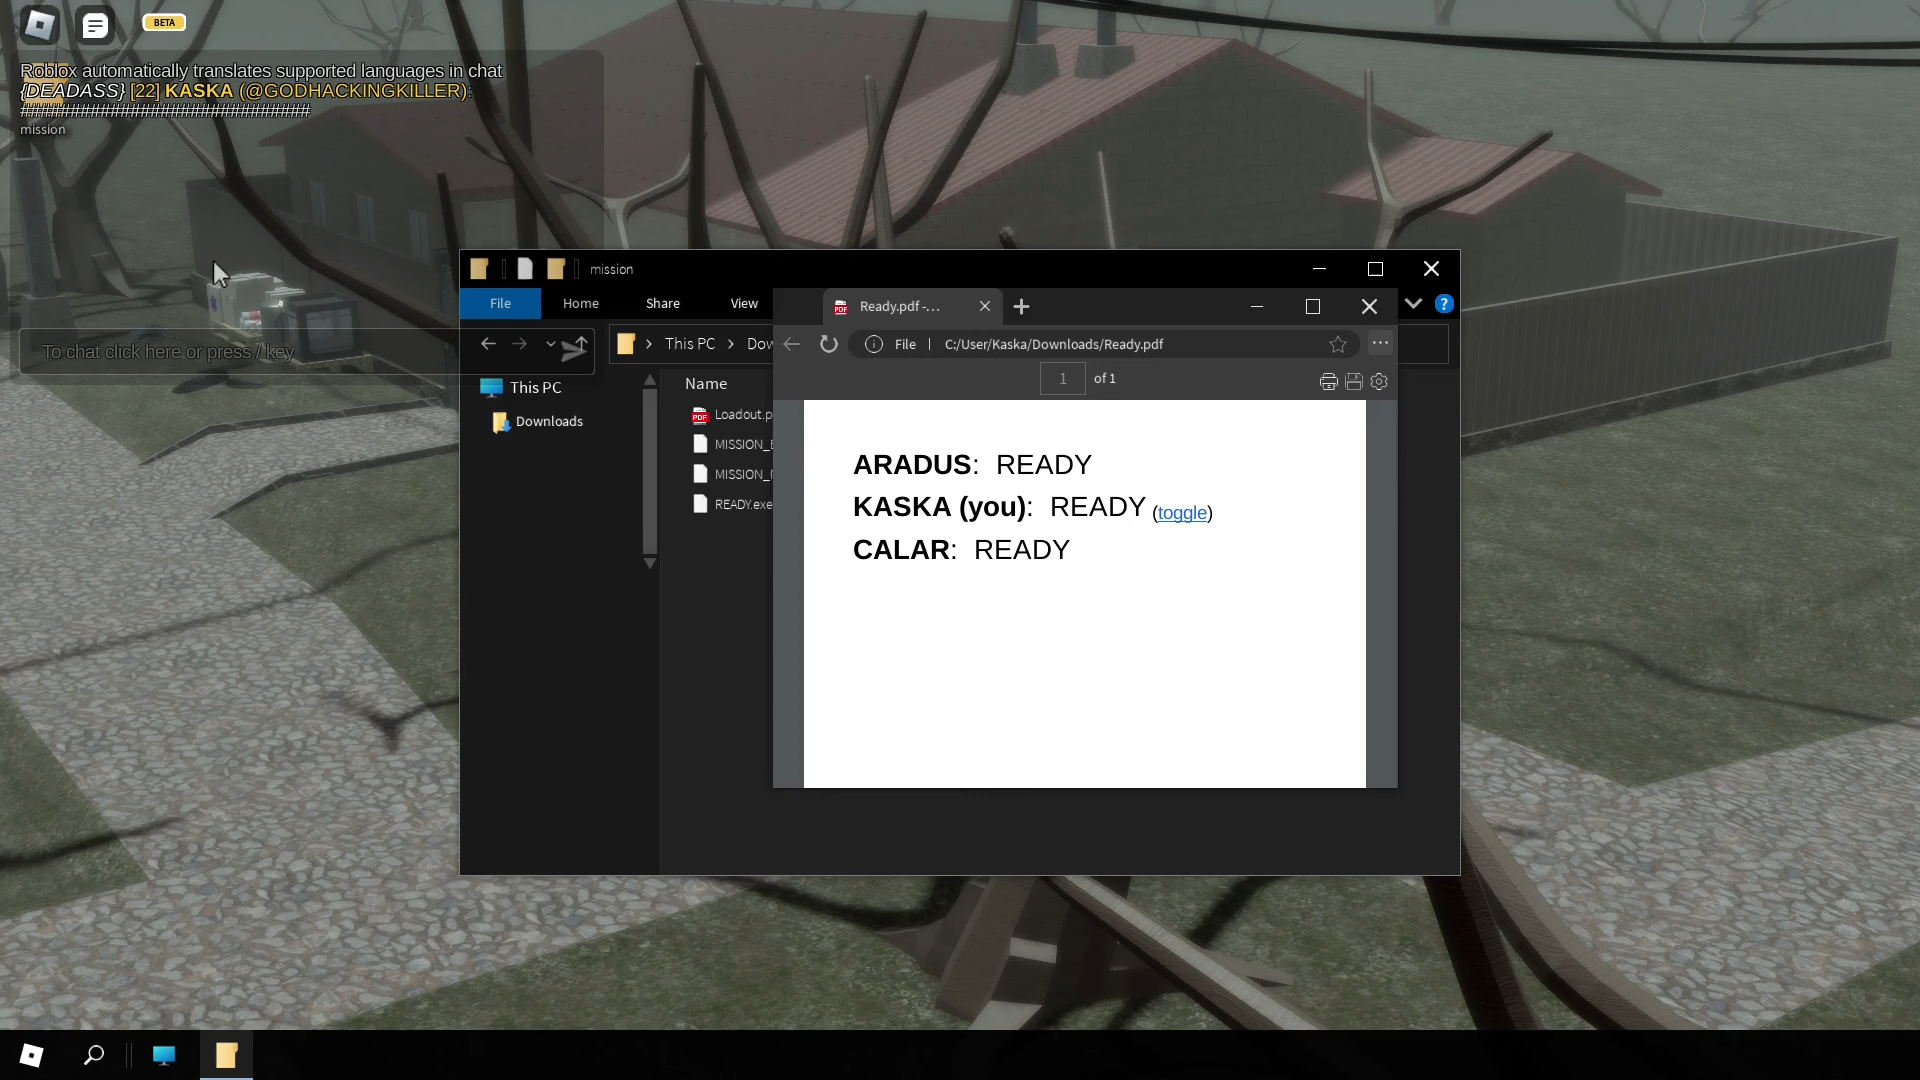 BETA
Roblox automatically translates supported languages in chat
{DEADASS} [22] KASKA (@GODHACKINGKILLER):
mission
mission
File Home Share View
Ready.pdf -...
To chat click here or press / key
This PC
File | C:/User/Kaska/Downloads/Ready.pdf
1 of 1
This PC
Name
Downloads
Loadout.p
MISSION_
MISSION_
READY.exe
PDF
ARADUS: READY
KASKA (you): READY (toggle)
CALAR: READY